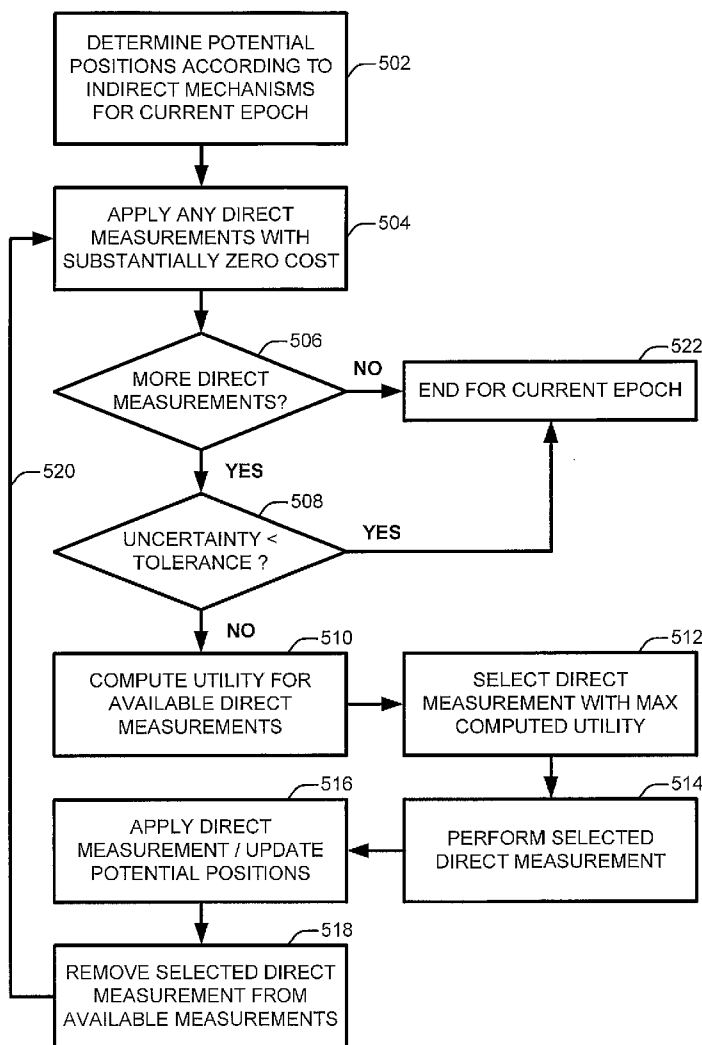 DETERMINE POTENTIAL
POSITIONS ACCORDING TO
INDIRECT MECHANISMS
FOR CURRENT EPOCH
502
APPLY ANY DIRECT
MEASUREMENTS WITH
SUBSTANTIALLY ZERO COST
504
506
MORE DIRECT
MEASUREMENTS?
NO
522
END FOR CURRENT EPOCH
520
YES
508
UNCERTAINTY <
TOLERANCE ?
YES
NO
510
COMPUTE UTILITY FOR
AVAILABLE DIRECT
MEASUREMENTS
512
SELECT DIRECT
MEASUREMENT WITH MAX
COMPUTED UTILITY
514
PERFORM SELECTED
DIRECT MEASUREMENT
516
APPLY DIRECT
MEASUREMENT / UPDATE
POTENTIAL POSITIONS
518
REMOVE SELECTED DIRECT
MEASUREMENT FROM
AVAILABLE MEASUREMENTS